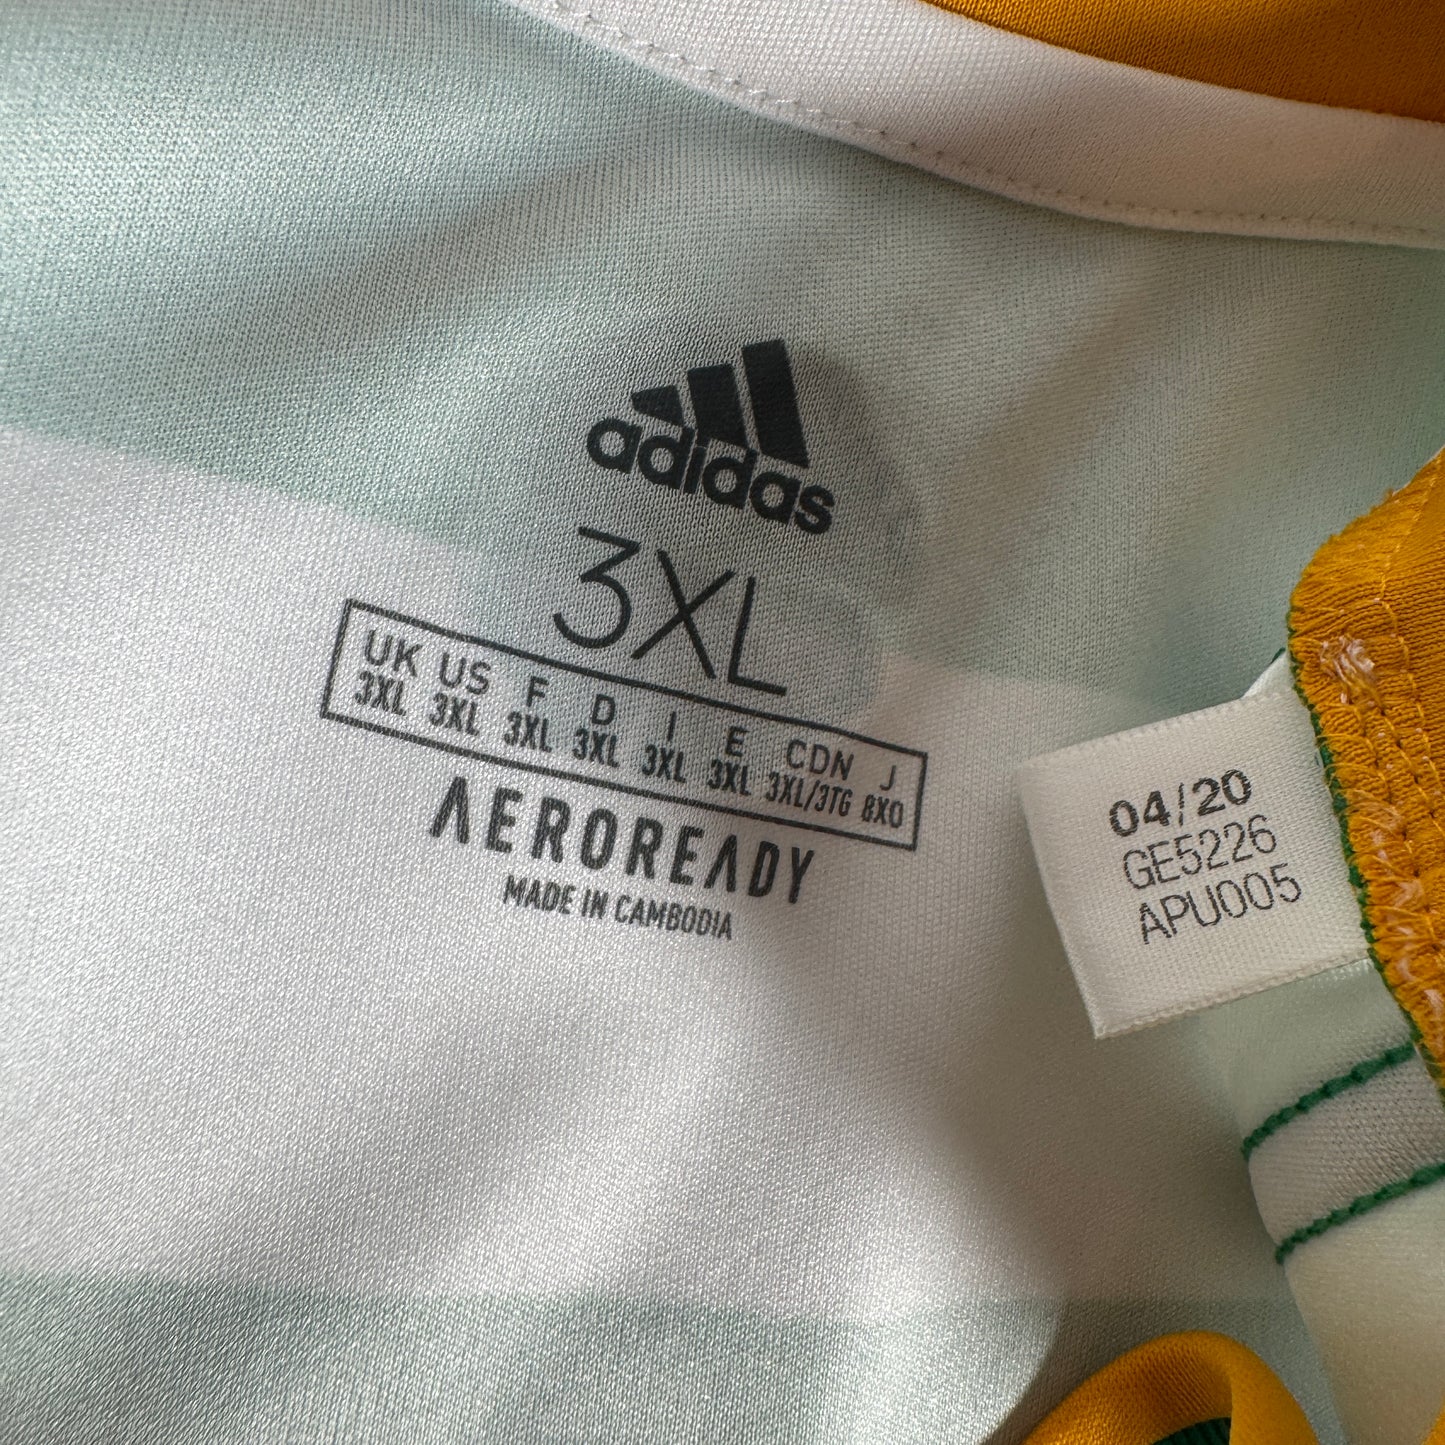 adidas
3XL
UK US F D I E CDN J
3XL 3XL 3XL 3XL 3XL 3XL 3XL/3TG 8XO
AEROREADY
MADE IN CAMBODIA
04/20
GE5226
APU005